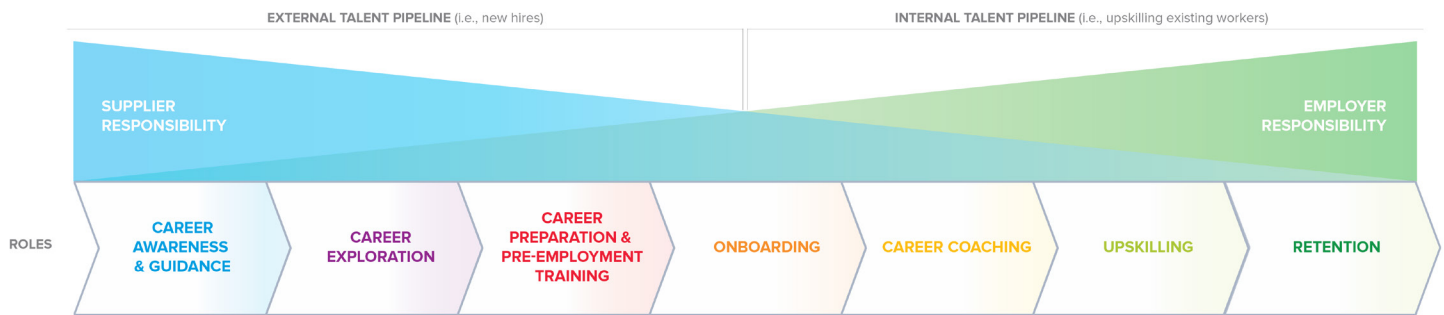 EXTERNAL TALENT PIPELINE (i.e., new hires)
INTERNAL TALENT PIPELINE (i.e., upskilling existing workers)
SUPPLIER
RESPONSIBILITY
EMPLOYER
RESPONSIBILITY
ROLES
CAREER
AWARENESS
& GUIDANCE
CAREER
EXPLORATION
CAREER
PREPARATION &
PRE-EMPLOYMENT
TRAINING
ONBOARDING
CAREER COACHING
UPSKILLING
RETENTION